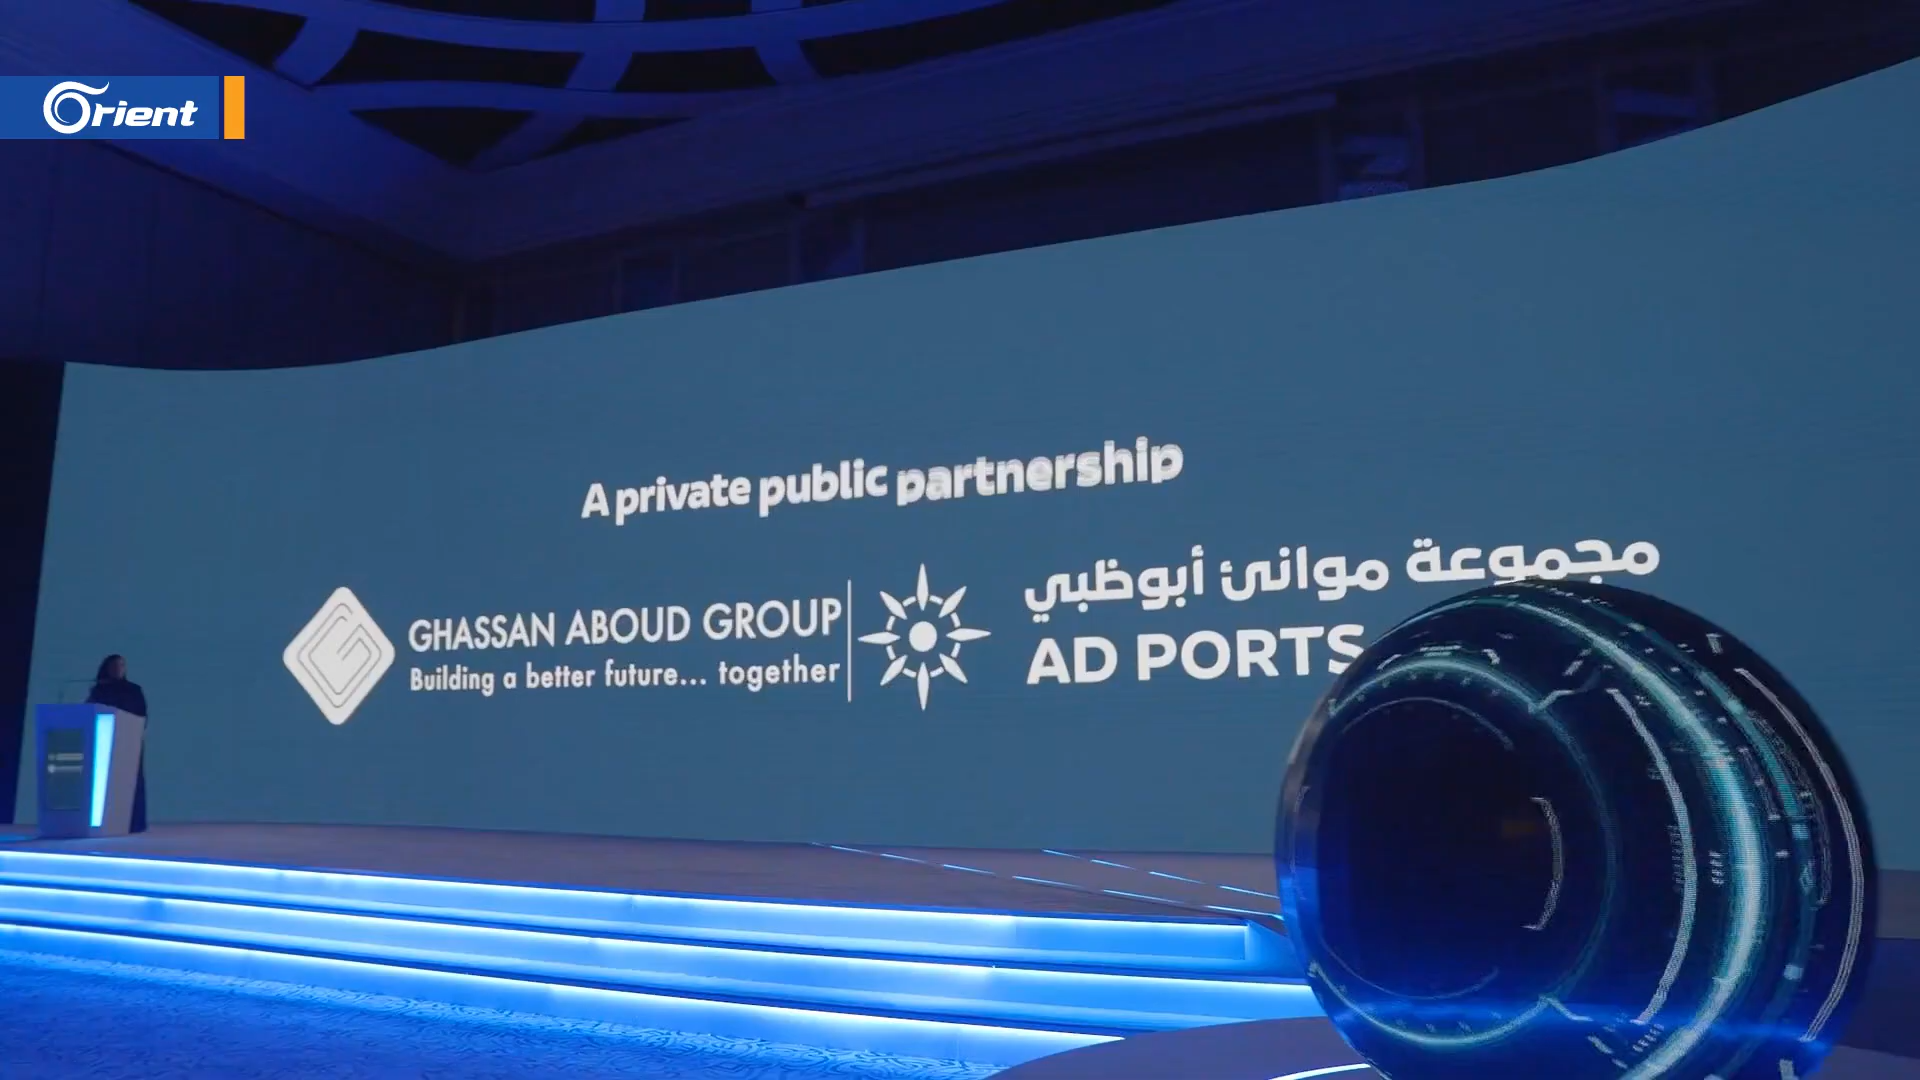 Orient
A private public partnership
GHASSAN ABOUD GROUP
Building a better future... together
مجموعة موانئ أبوظبي
AD PORTS